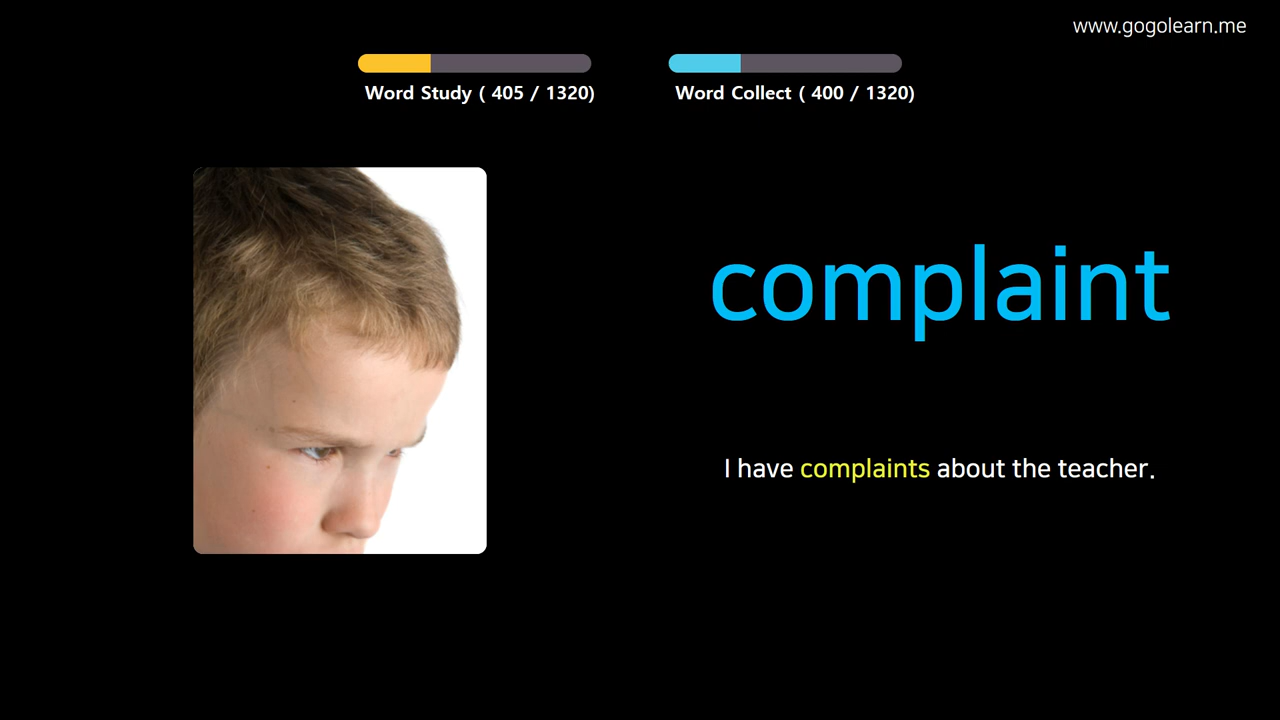 www.gogolearn.me
Word Study ( 405 / 1320)
Word Collect ( 400 / 1320)
complaint
I have complaints about the teacher.